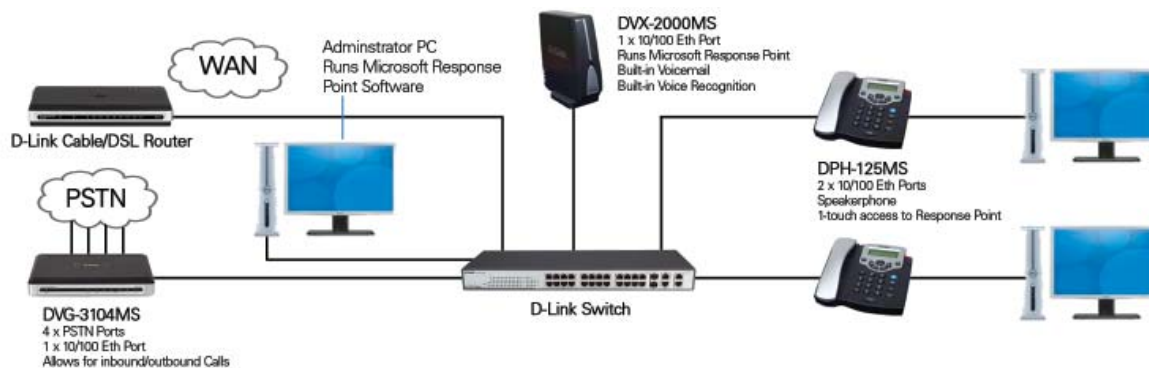 WAN
D-Link Cable/DSL Router
Adminstrator PC
Runs Microsoft Response
Point Software
DVX-2000MS
1 x 10/100 Eth Port
Runs Microsoft Response Point
Built-in Voicemail
Built-in Voice Recognition
DPH-125MS
2 x 10/100 Eth Ports
Speakerphone
1-touch access to Response Point
PSTN
DVG-3104MS
4 x PSTN Ports
1 x 10/100 Eth Port
Allows for inbound/outbound Calls
D-Link Switch